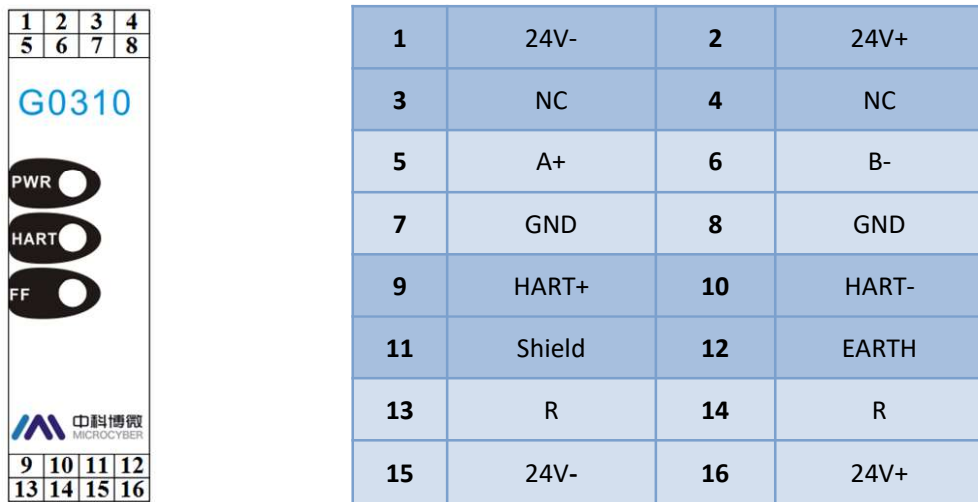 1 2 3 4
5 6 7 8
G0310
PWR
HART
FF
中科博微
MICROCYBER
9 10 11 12
13 14 15 16
1 24V- 2 24V+
3 NC 4 NC
5 A+ 6 B-
7 GND 8 GND
9 HART+ 10 HART-
11 Shield 12 EARTH
13 R 14 R
15 24V- 16 24V+